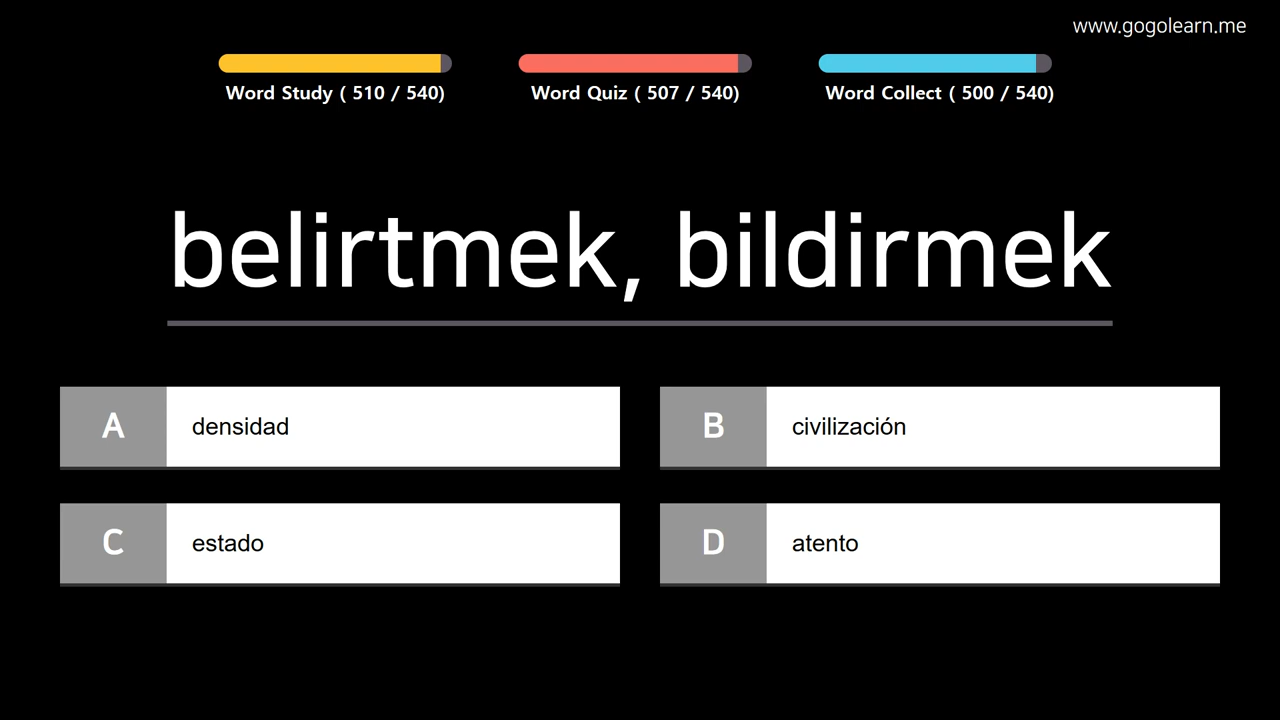 www.gogolearn.me
Word Study ( 510 / 540)
Word Quiz ( 507 / 540)
Word Collect ( 500 / 540)
belirtmek, bildirmek
A densidad
B civilización
C estado
D atento